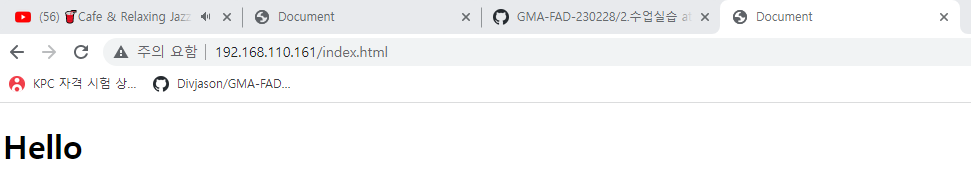 (56) 🥤Cafe & Relaxing Jazz
Document
GMA-FAD-230228/2.수업실습 at
Document
주의 요함 | 192.168.110.161/index.html
KPC 자격 시험 상...
Divjason/GMA-FAD...
Hello